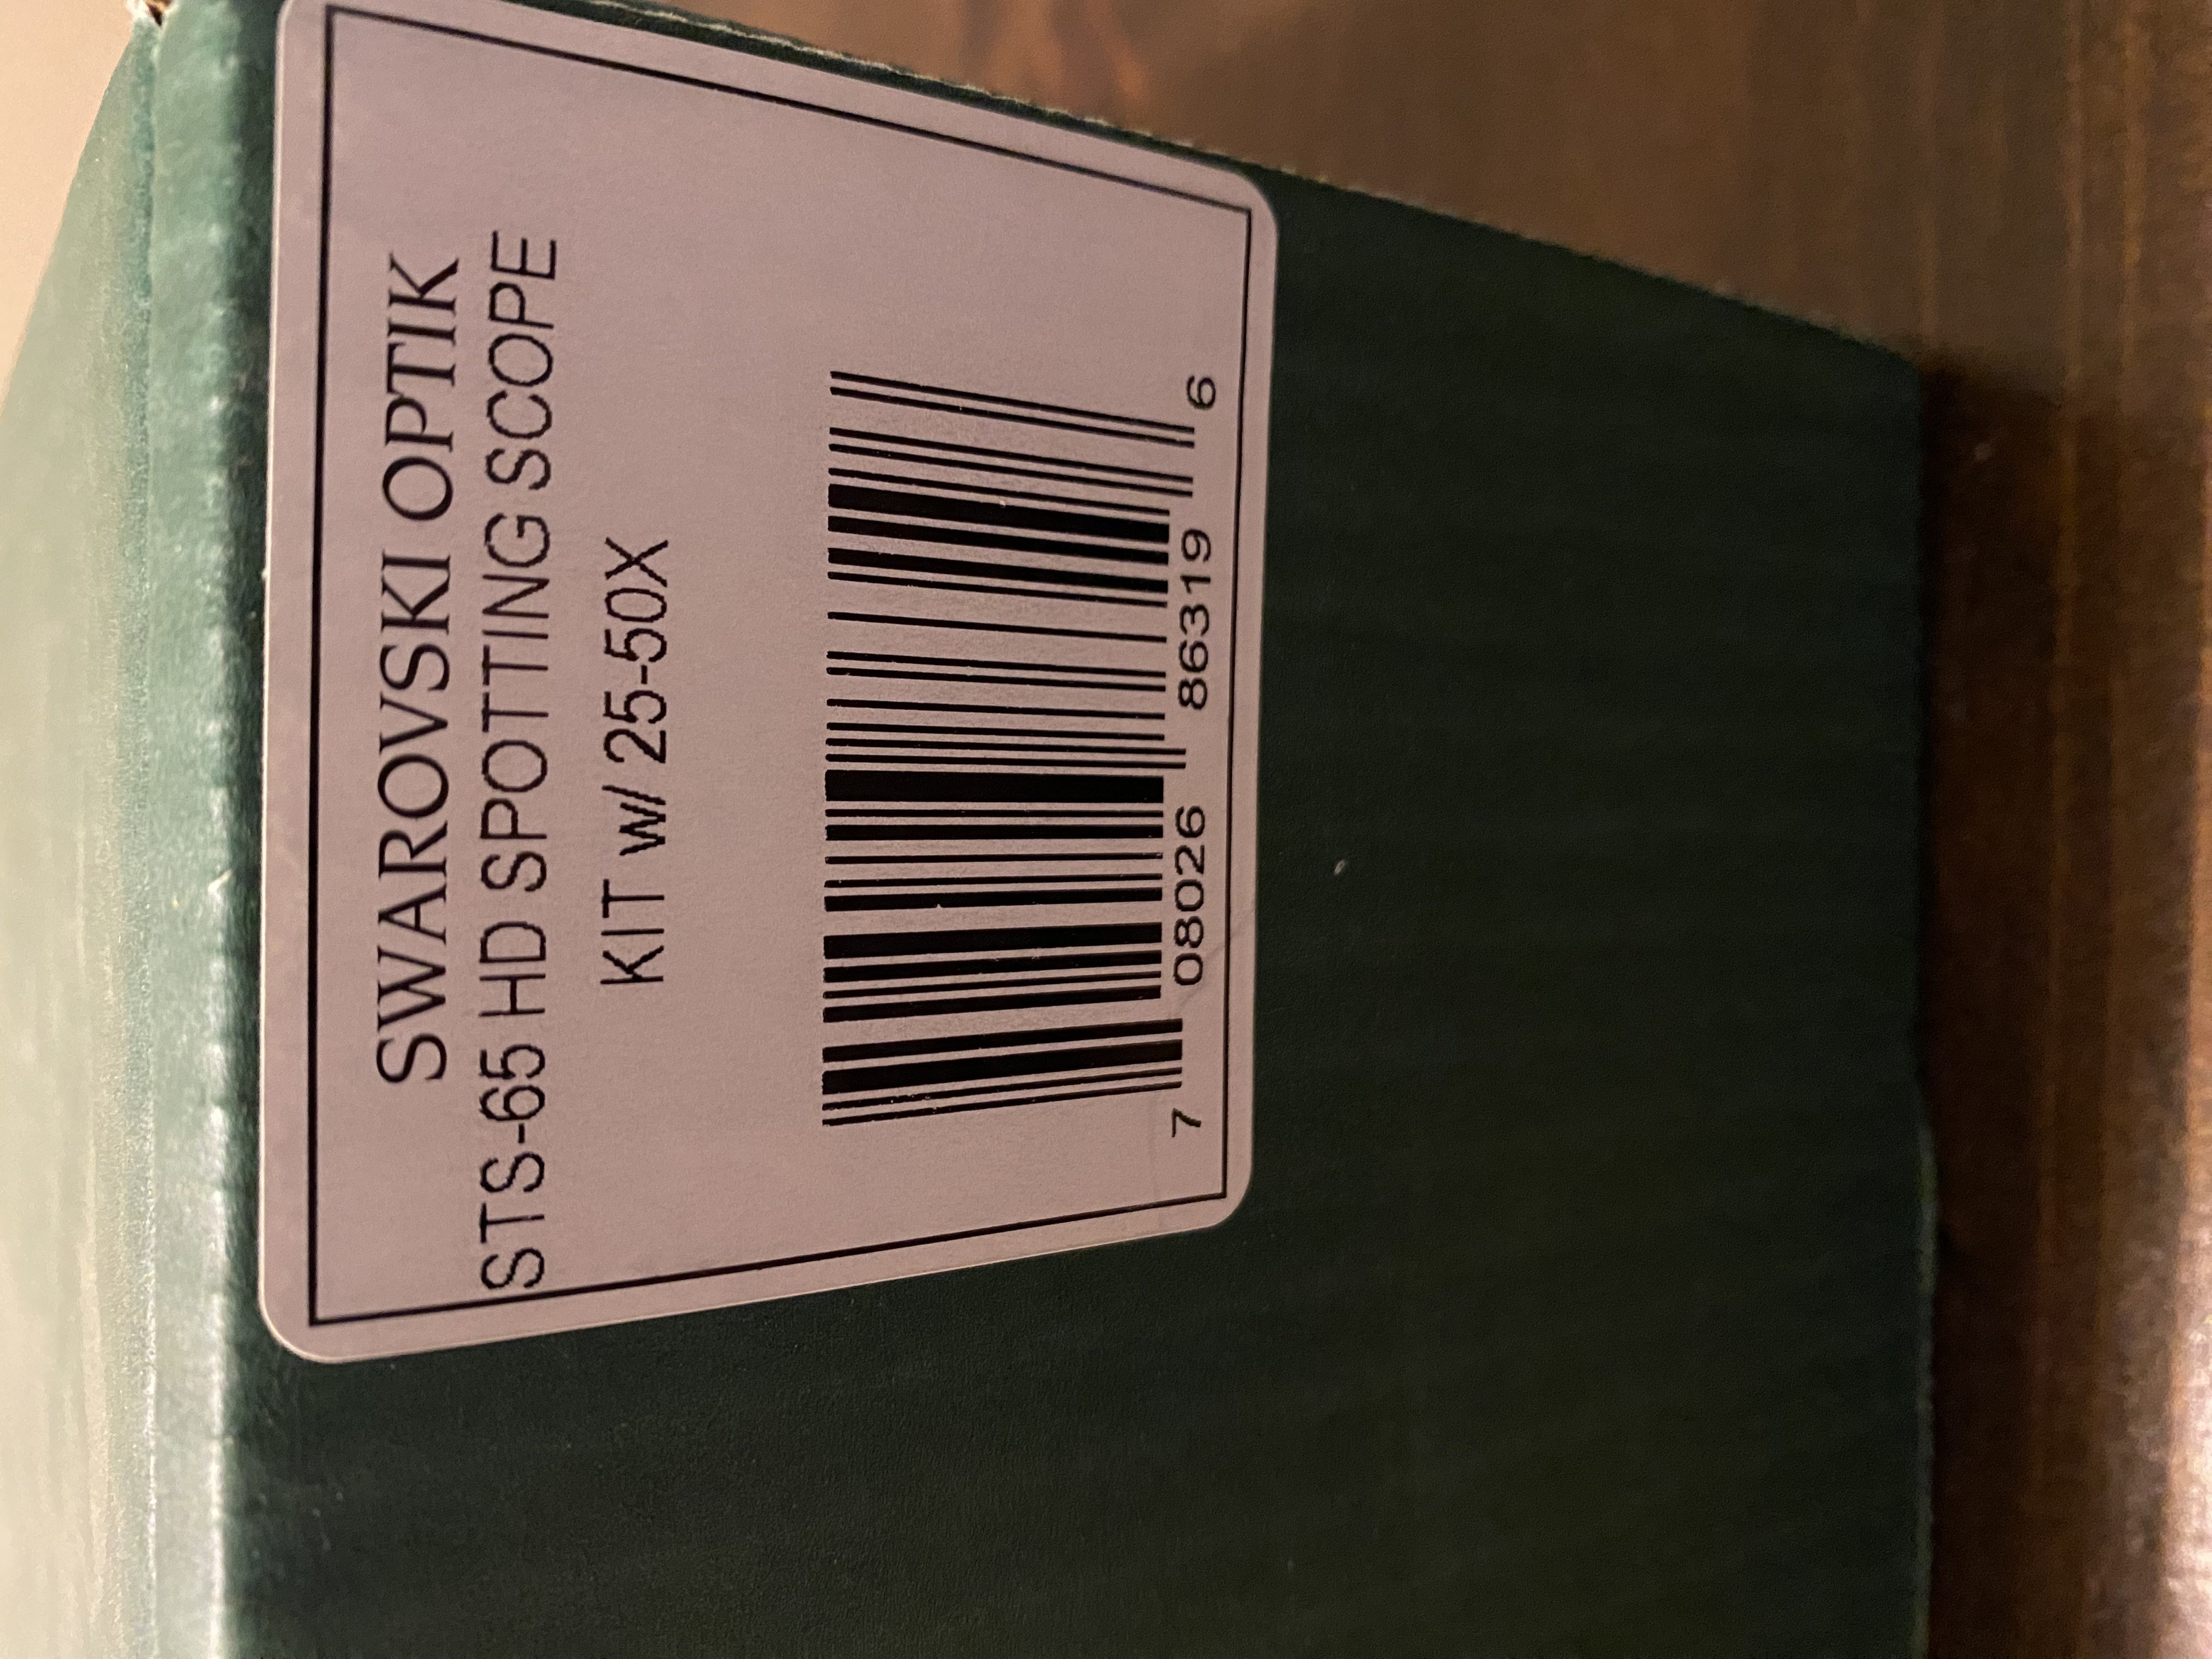 SWAROVSKI OPTIK
STS-65 HD SPOTTING SCOPE
KIT w/ 25-50X
7 08026 86319 6